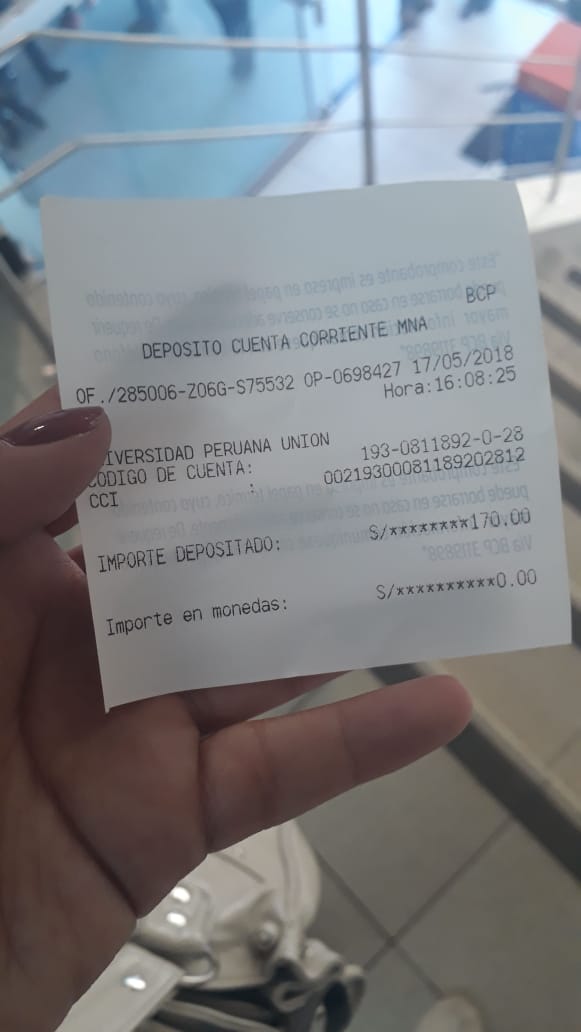 BCP
DEPOSITO CUENTA CORRIENTE MNA
OF./285006-Z06G-S75532 OP-0698427 17/05/2018
Hora:16:08:25
IVERSIDAD PERUANA UNION
CODIGO DE CUENTA: 193-0811892-0-28
CCI : 00219300081189202812
IMPORTE DEPOSITADO: S/********170.00
Importe en monedas: S/**********0.00